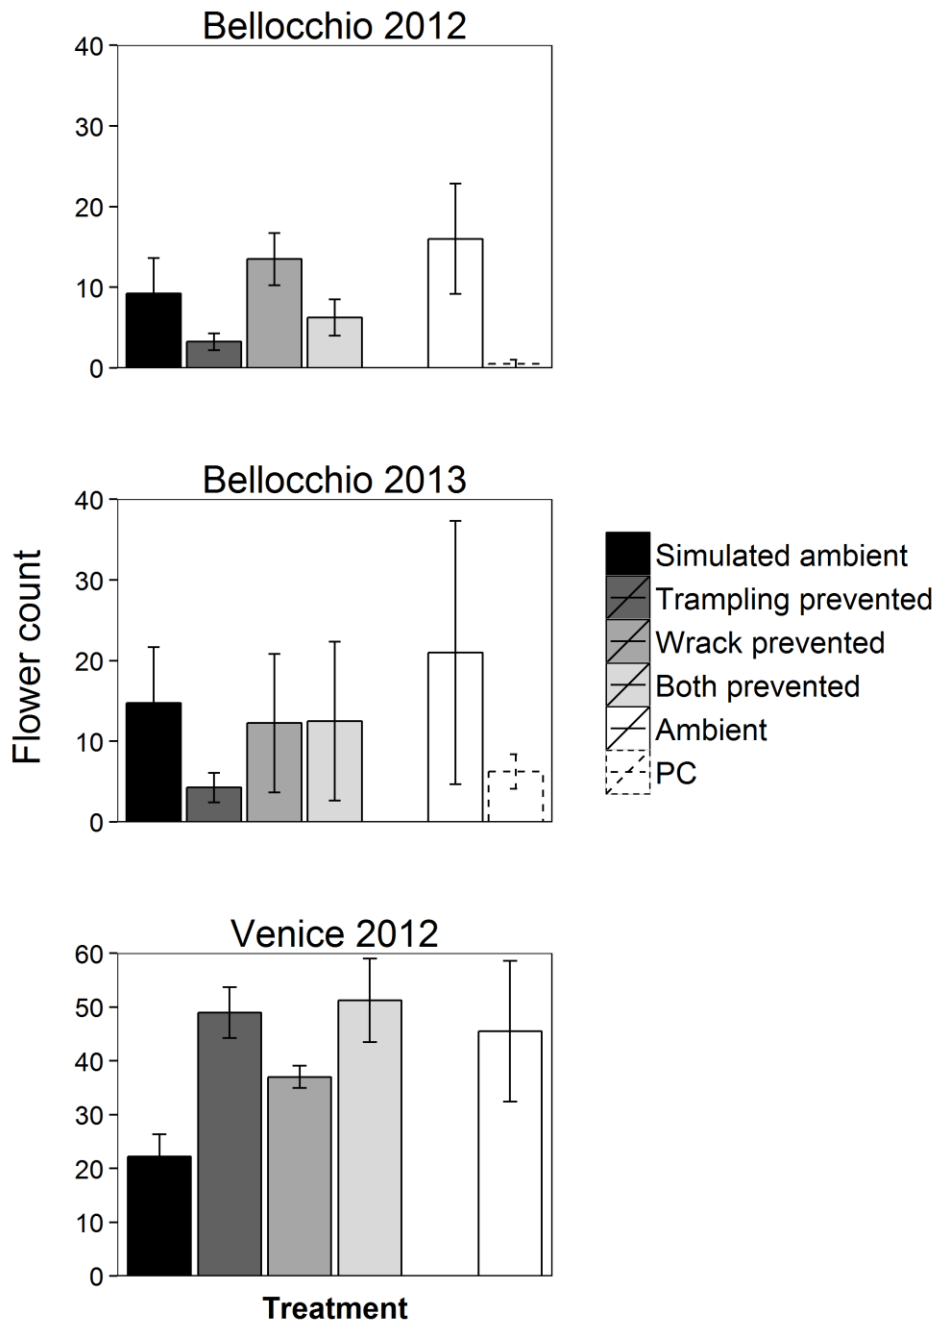 Bellocchio 2012
40
30
20
10
0
Bellocchio 2013
40
30
20
10
0
Flower count
Simulated ambient
Trampling prevented
Wrack prevented
Both prevented
Ambient
PC
Venice 2012
60
50
40
30
20
10
0
Treatment